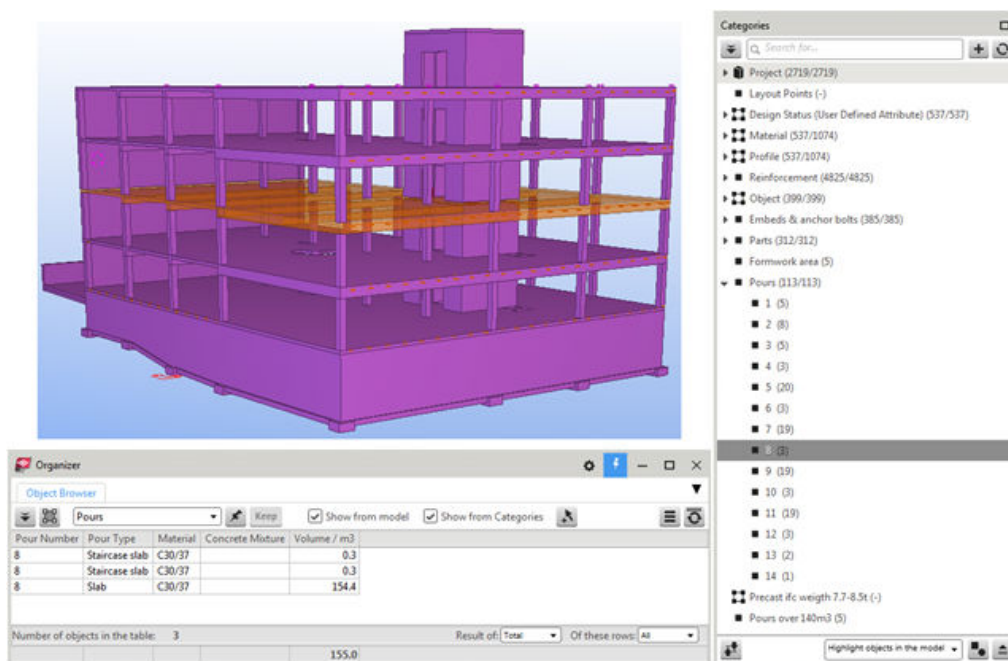 Categories
Search for...
Project (2719/2719)
Layout Points (-)
Design Status (User Defined Attribute) (537/537)
Material (537/1074)
Profile (537/1074)
Reinforcement (4825/4825)
Object (399/399)
Embeds & anchor bolts (385/385)
Parts (312/312)
Formwork area (5)
Pours (113/113)
1 (5)
2 (8)
3 (5)
4 (3)
5 (20)
6 (3)
7 (19)
8 (3)
9 (19)
10 (3)
11 (19)
12 (3)
13 (2)
14 (1)
Precast ifc weigth 7.7-8.5t (-)
Pours over 140m3 (5)
Highlight objects in the model
Organizer
Object Browser
Pours Keep Show from model Show from Categories
Pour Number Pour Type Material Concrete Mixture Volume / m3
8 Staircase slab C30/37 0.3
8 Staircase slab C30/37 0.3
8 Slab C30/37 154.4
Number of objects in the table: 3 Result of: Total Of these rows: All
155.0